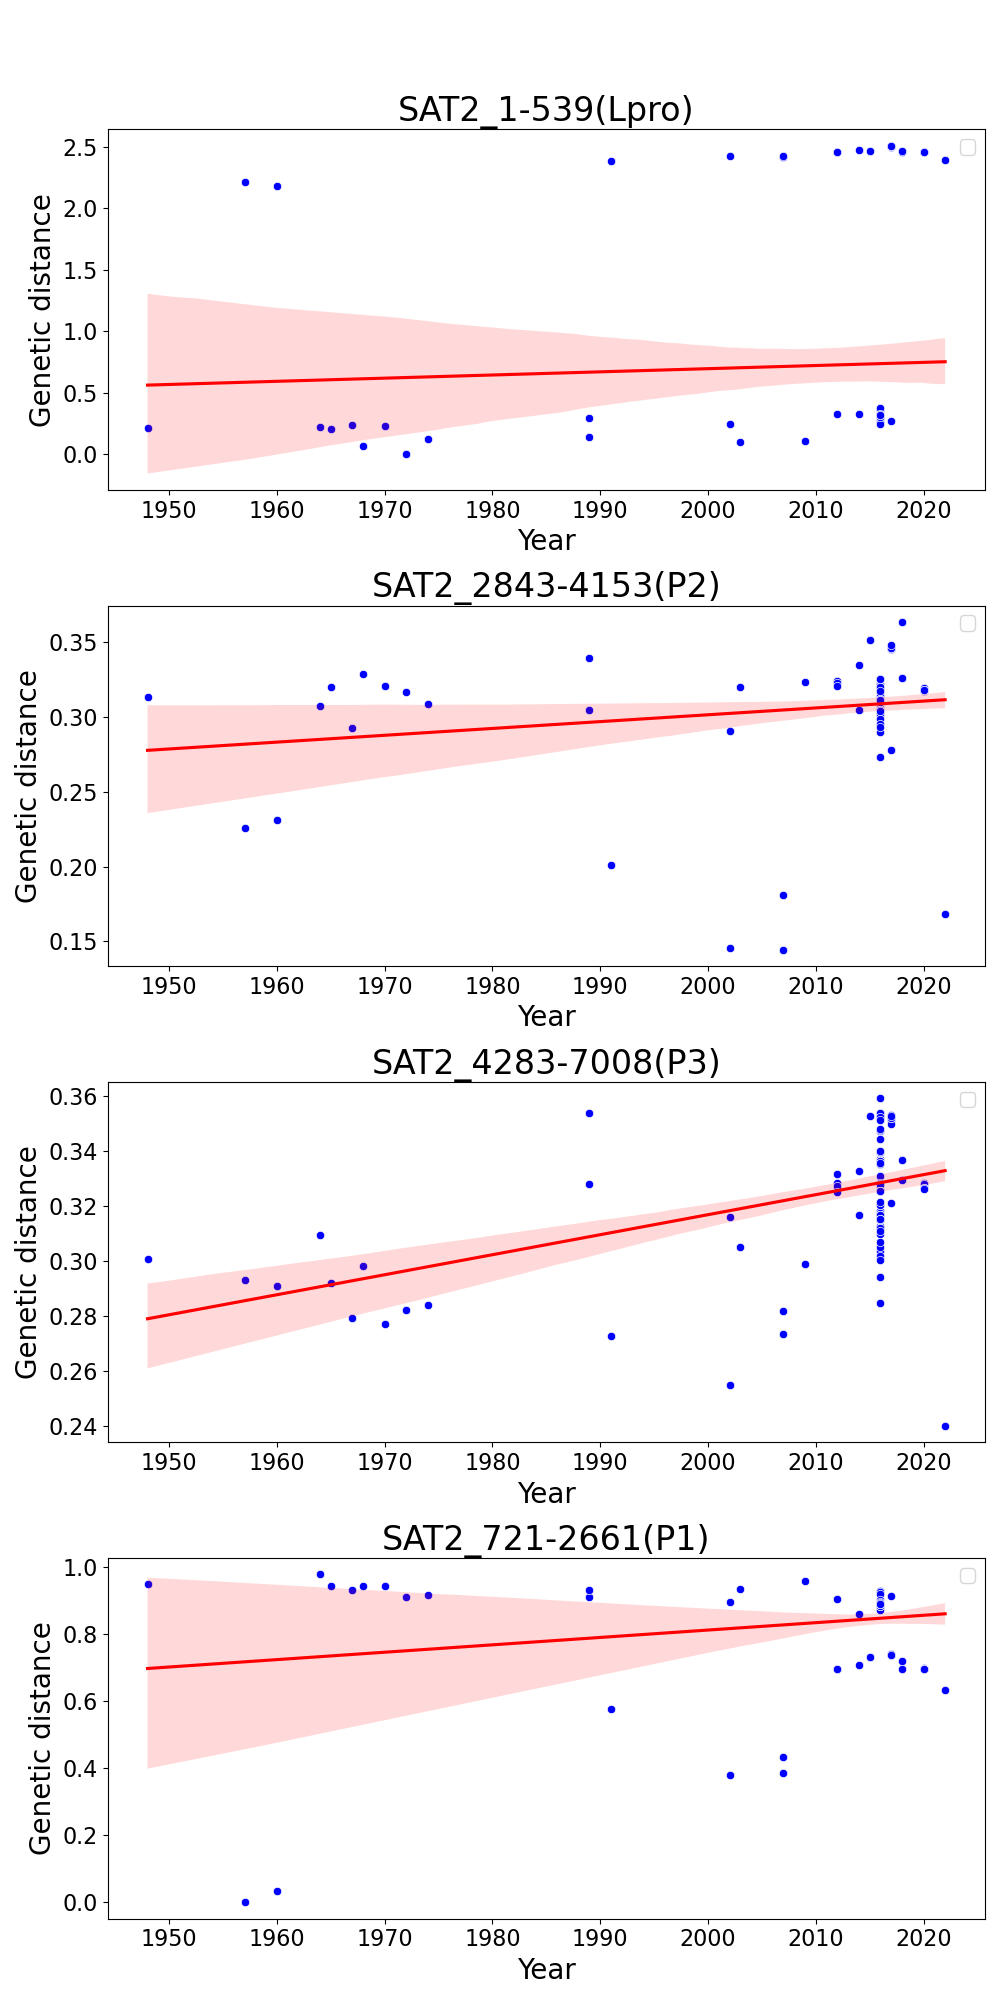 SAT2_1-539(Lpro)
2.5
2.0
1.5
1.0
0.5
0.0
Genetic distance
1950 1960 1970 1980 1990 2000 2010 2020
Year
SAT2_2843-4153(P2)
0.35
0.30
0.25
0.20
0.15
Genetic distance
1950 1960 1970 1980 1990 2000 2010 2020
Year
SAT2_4283-7008(P3)
0.36
0.34
0.32
0.30
0.28
0.26
0.24
Genetic distance
1950 1960 1970 1980 1990 2000 2010 2020
Year
SAT2_721-2661(P1)
1.0
0.8
0.6
0.4
0.2
0.0
Genetic distance
1950 1960 1970 1980 1990 2000 2010 2020
Year